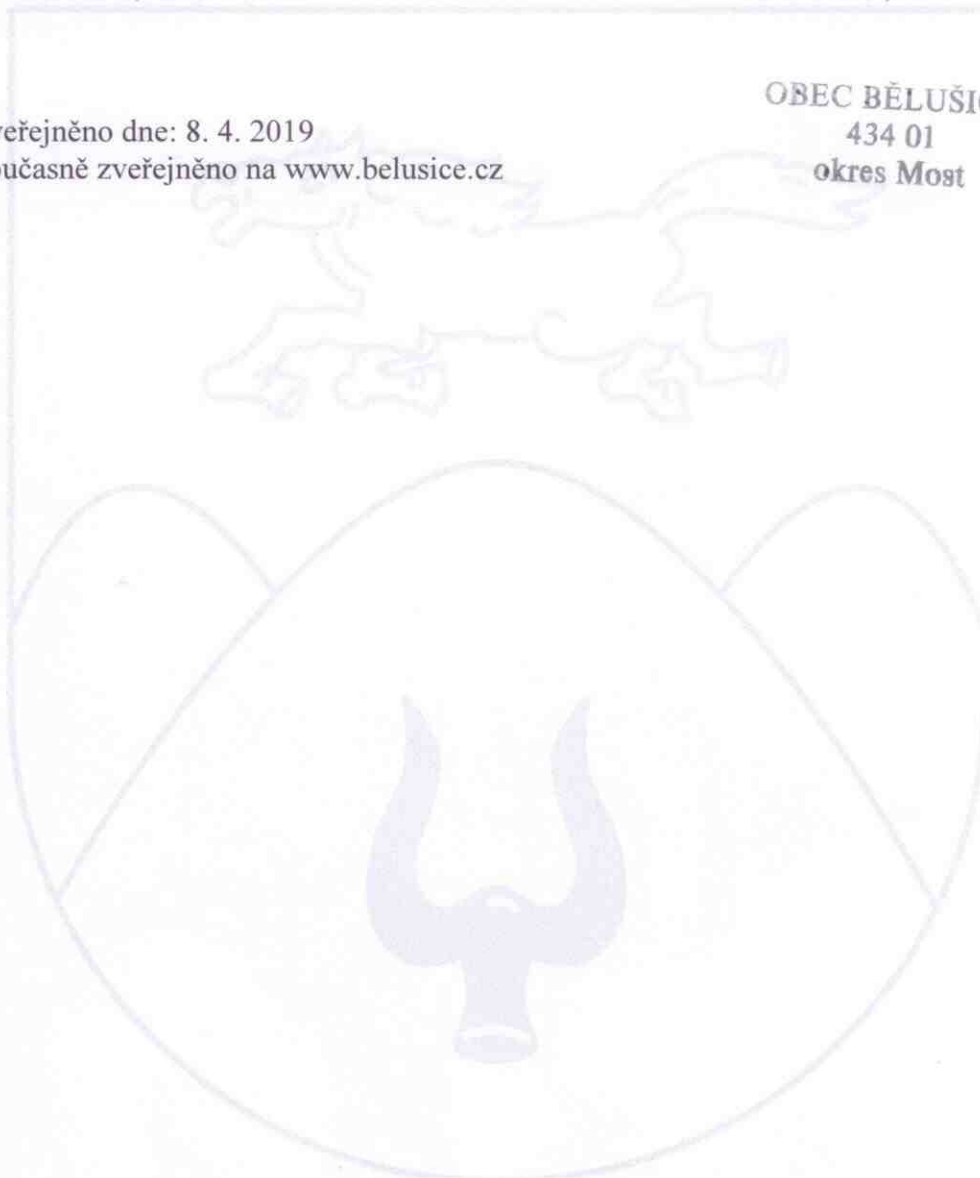 veřejněno dne: 8. 4. 2019
oučasně zveřejněno na www.belusice.cz
OBEC BĚLUŠI
434 01
okres Most